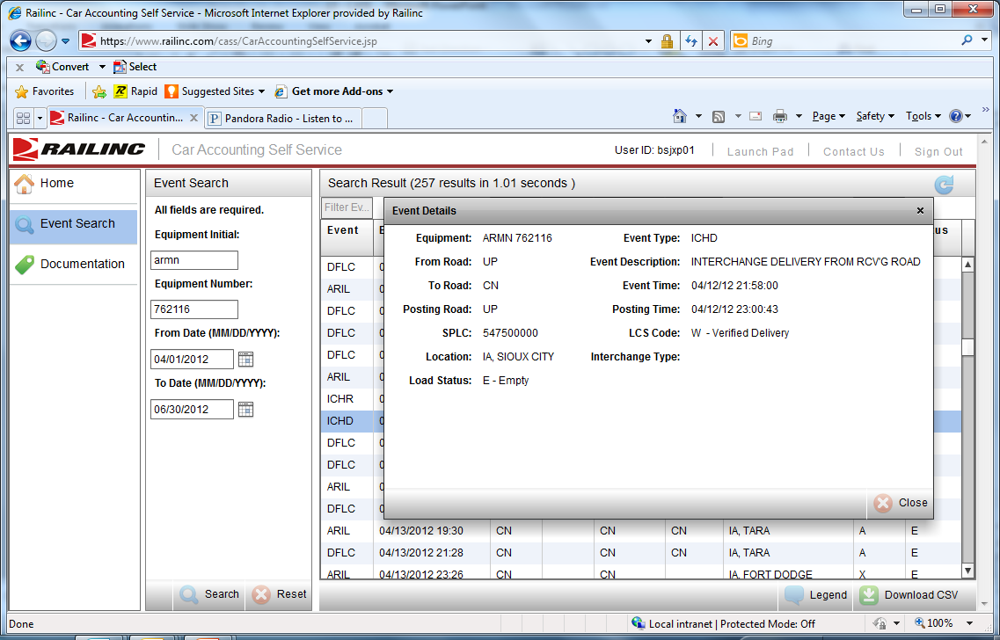 Railinc - Car Accounting Self Service - Microsoft Internet Explorer provided by Railinc
https://www.railinc.com/cass/CarAccountingSelfService.jsp
Bing
x Convert Select
Favorites Rapid Suggested Sites Get more Add-ons
Railinc - Car Accountin... Pandora Radio - Listen to ... Page Safety Tools
RAILINC Car Accounting Self Service User ID: bsjxp01 Launch Pad Contact Us Sign Out
Home
Event Search
Documentation
Event Search
All fields are required.
Equipment Initial:
armn
Equipment Number:
762116
From Date (MM/DD/YYYY):
04/01/2012
To Date (MM/DD/YYYY):
06/30/2012
Search Reset
Search Result (257 results in 1.01 seconds )
Filter Ev...
Event
DFLC
ARIL
DFLC
DFLC
DFLC
ARIL
ICHR
ICHD
DFLC
DFLC
ARIL
DFLC
Event Details
Equipment: ARMN 762116 Event Type: ICHD
From Road: UP Event Description: INTERCHANGE DELIVERY FROM RCV'G ROAD
To Road: CN Event Time: 04/12/12 21:58:00
Posting Road: UP Posting Time: 04/12/12 23:00:43
SPLC: 547500000 LCS Code: W - Verified Delivery
Location: IA, SIOUX CITY Interchange Type:
Load Status: E - Empty
Close
ARIL 04/13/2012 19:30 CN CN CN IA, TARA A E
DFLC 04/13/2012 21:28 CN CN CN IA, TARA A E
ARIL 04/13/2012 23:26 CN CN CN IA, FORT DODGE X E
Legend Download CSV
Done Local intranet | Protected Mode: Off 100%